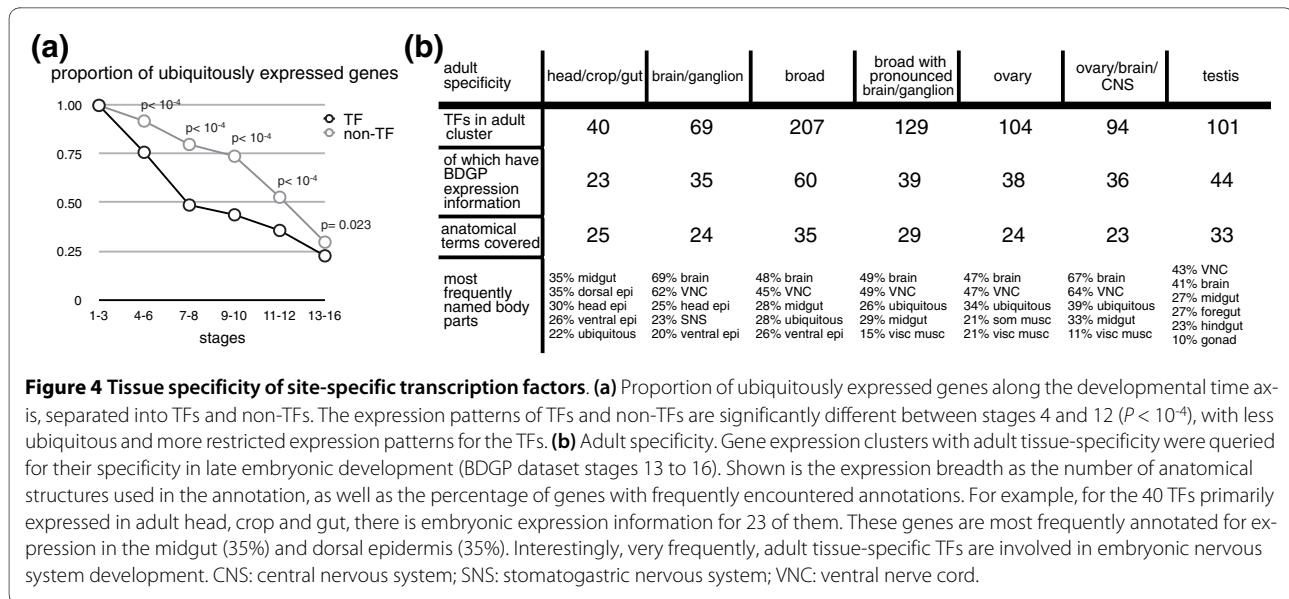 (a)
proportion of ubiquitously expressed genes
1.00
0.75
0.50
0.25
0
p< 10-4
p< 10-4
p< 10-4
p< 10-4
p= 0.023
TF
non-TF
1-3 4-6 7-8 9-10 11-12 13-16
stages
(b)
adult specificity | head/crop/gut | brain/ganglion | broad | broad with pronounced brain/ganglion | ovary | ovary/brain/CNS | testis
TFs in adult cluster 40 69 207 129 104 94 101
of which have BDGP expression information 23 35 60 39 38 36 44
anatomical terms covered 25 24 35 29 24 23 33
most frequently named body parts
35% midgut
35% dorsal epi
30% head epi
26% ventral epi
22% ubiquitous
69% brain
62% VNC
25% head epi
23% SNS
20% ventral epi
48% brain
45% VNC
28% midgut
28% ubiquitous
26% ventral epi
49% brain
49% VNC
26% ubiquitous
29% midgut
15% visc musc
47% brain
47% VNC
34% ubiquitous
21% som musc
21% visc musc
67% brain
64% VNC
39% ubiquitous
33% midgut
11% visc musc
43% VNC
41% brain
27% midgut
27% foregut
23% hindgut
10% gonad
Figure 4 Tissue specificity of site-specific transcription factors. (a) Proportion of ubiquitously expressed genes along the developmental time ax-
is, separated into TFs and non-TFs. The expression patterns of TFs and non-TFs are significantly different between stages 4 and 12 (P < 10-4), with less
ubiquitous and more restricted expression patterns for the TFs. (b) Adult specificity. Gene expression clusters with adult tissue-specificity were queried
for their specificity in late embryonic development (BDGP dataset stages 13 to 16). Shown is the expression breadth as the number of anatomical
structures used in the annotation, as well as the percentage of genes with frequently encountered annotations. For example, for the 40 TFs primarily
expressed in adult head, crop and gut, there is embryonic expression information for 23 of them. These genes are most frequently annotated for ex-
pression in the midgut (35%) and dorsal epidermis (35%). Interestingly, very frequently, adult tissue-specific TFs are involved in embryonic nervous
system development. CNS: central nervous system; SNS: stomatogastric nervous system; VNC: ventral nerve cord.